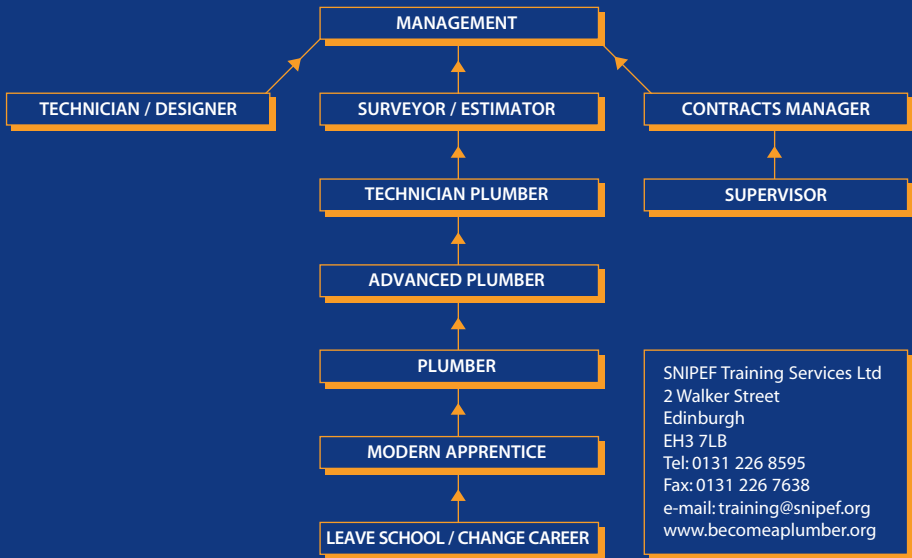 MANAGEMENT
TECHNICIAN / DESIGNER
SURVEYOR / ESTIMATOR
CONTRACTS MANAGER
TECHNICIAN PLUMBER
SUPERVISOR
ADVANCED PLUMBER
PLUMBER
MODERN APPRENTICE
LEAVE SCHOOL / CHANGE CAREER
SNIPEF Training Services Ltd
2 Walker Street
Edinburgh
EH3 7LB
Tel: 0131 226 8595
Fax: 0131 226 7638
e-mail: training@snipef.org
www.becomeaplumber.org